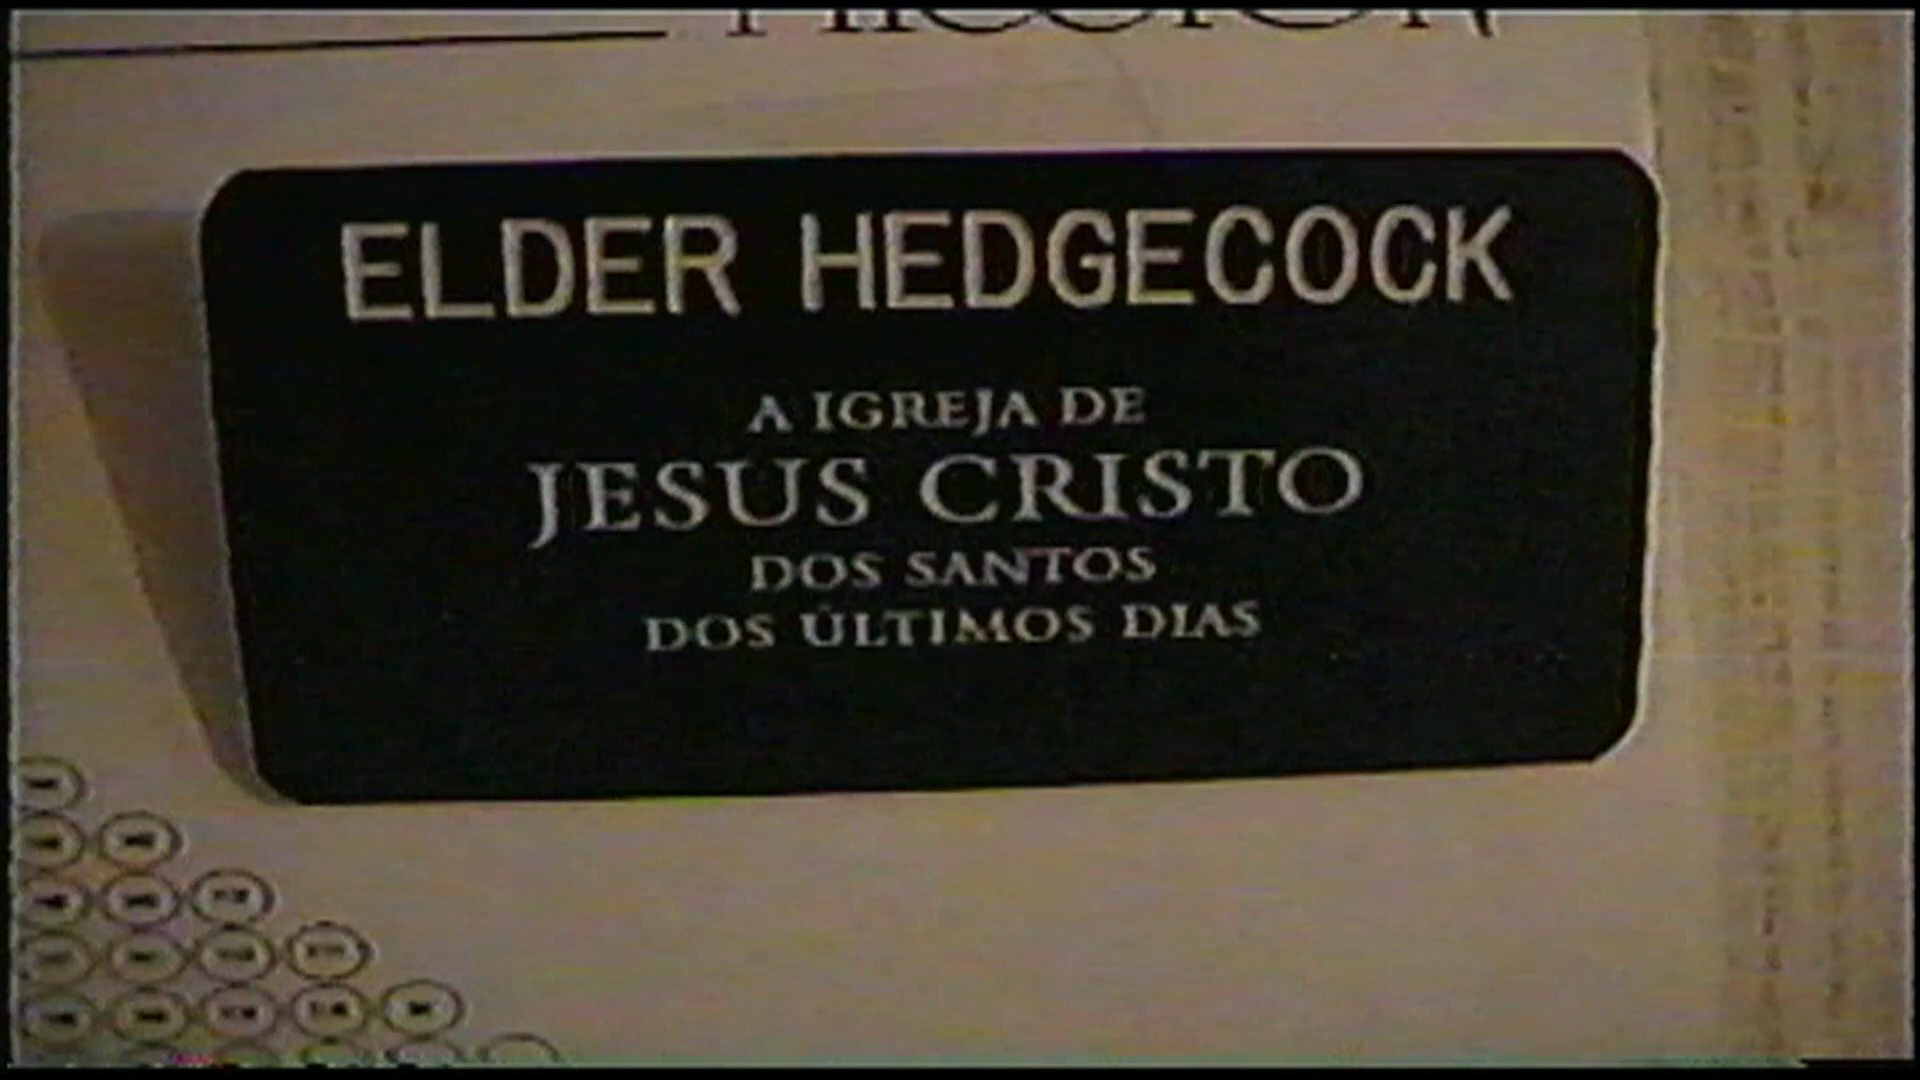 ELDER HEDGECOCK
A IGREJA DE
JESUS CRISTO
DOS SANTOS
DOS ÚLTIMOS DIAS